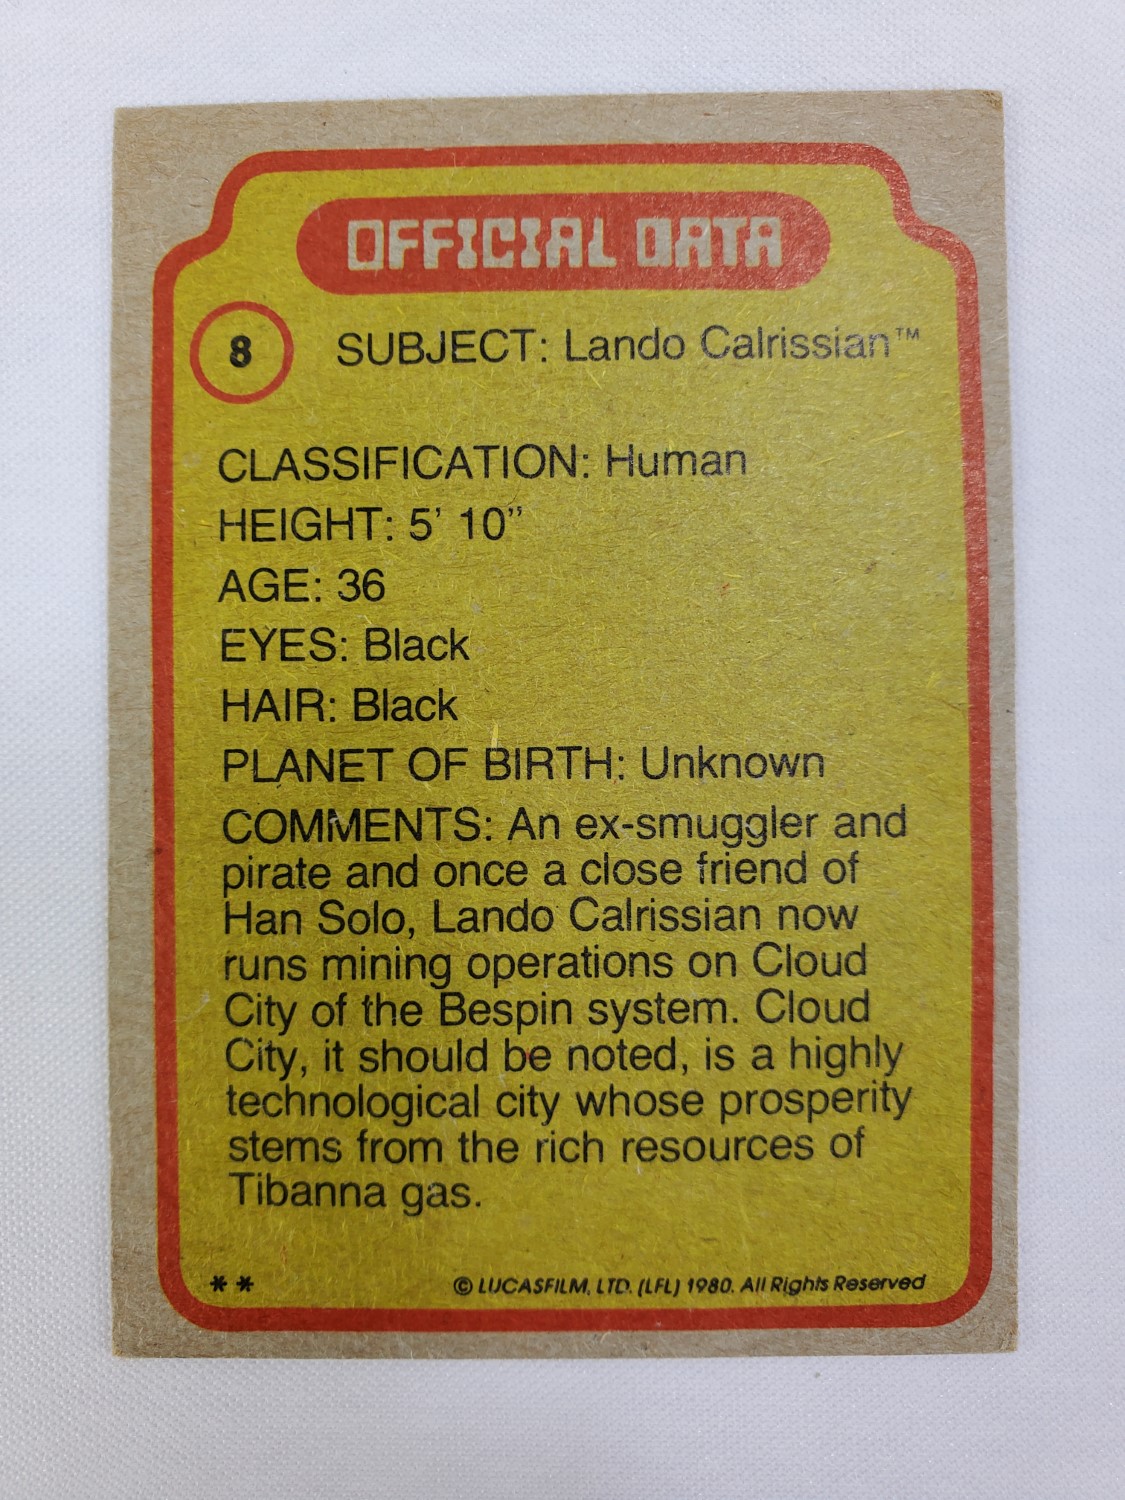 OFFICIAL DATA
8 SUBJECT: Lando Calrissian™
CLASSIFICATION: Human
HEIGHT: 5’ 10”
AGE: 36
EYES: Black
HAIR: Black
PLANET OF BIRTH: Unknown
COMMENTS: An ex-smuggler and
pirate and once a close friend of
Han Solo, Lando Calrissian now
runs mining operations on Cloud
City of the Bespin system. Cloud
City, it should be noted, is a highly
technological city whose prosperity
stems from the rich resources of
Tibanna gas.
** © LUCASFILM, LTD. (LFL) 1980. All Rights Reserved